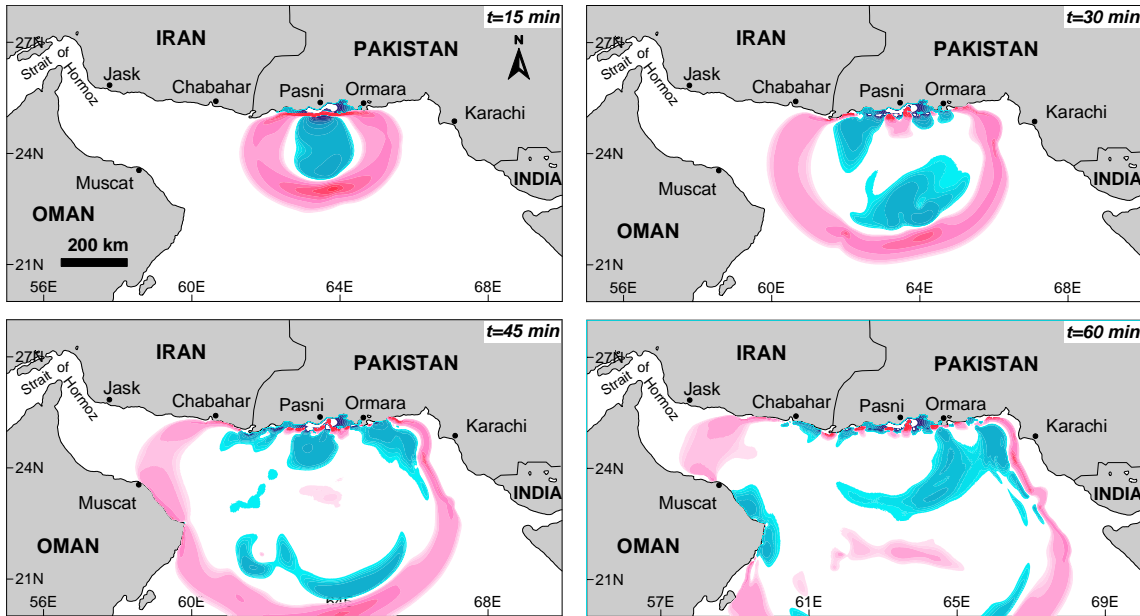 t=15 min
IRAN
N
27N
Strait of Hormoz
PAKISTAN
Jask
Chabahar
Pasni
Ormara
Karachi
24N
Muscat
INDIA
OMAN
200 km
21N
56E
60E
64E
68E
t=30 min
IRAN
27N
Strait of Hormoz
PAKISTAN
Jask
Chabahar
Pasni
Ormara
Karachi
24N
Muscat
INDIA
OMAN
21N
60E
64E
68E
t=45 min
IRAN
27N
Strait of Hormoz
PAKISTAN
Jask
Chabahar
Pasni
Ormara
Karachi
24N
Muscat
INDIA
OMAN
21N
56E
60E
64E
68E
t=60 min
IRAN
27N
Strait of Hormoz
PAKISTAN
Jask
Chabahar
Pasni
Ormara
Karachi
24N
Muscat
INDIA
OMAN
21N
57E
61E
65E
69E